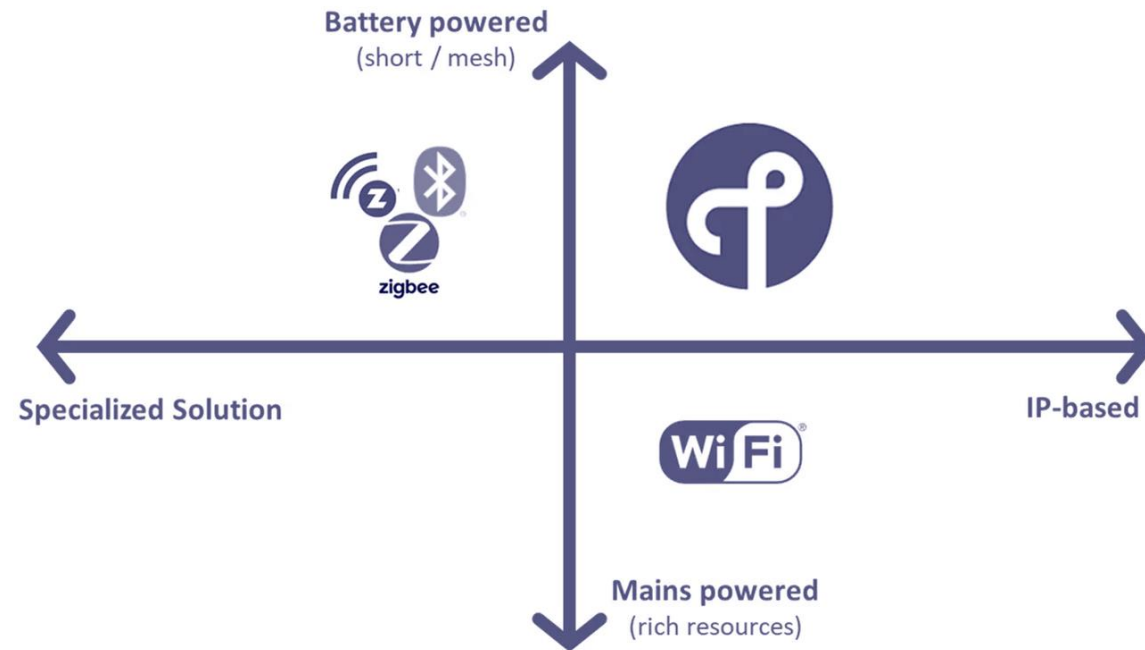 Battery powered
(short / mesh)
Z
zigbee
Specialized Solution
IP-based
WiFi®
Mains powered
(rich resources)